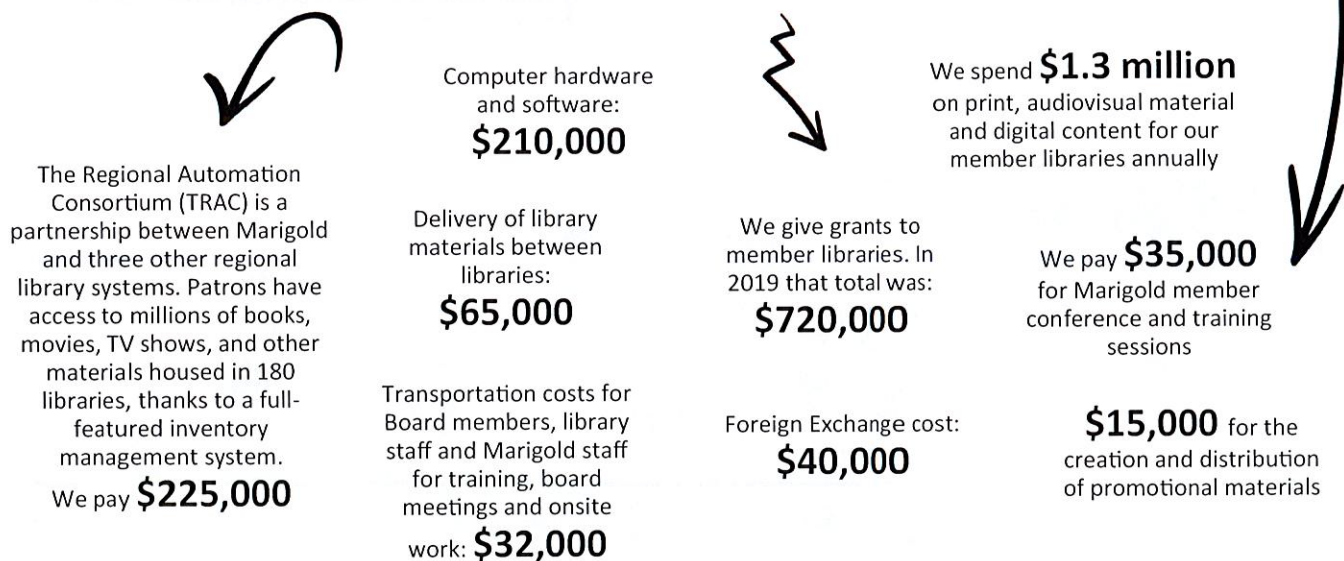 The Regional Automation
Consortium (TRAC) is a
partnership between Marigold
and three other regional
library systems. Patrons have
access to millions of books,
movies, TV shows, and other
materials housed in 180
libraries, thanks to a full-
featured inventory
management system.
We pay $225,000
Computer hardware
and software:
$210,000
Delivery of library
materials between
libraries:
$65,000
Transportation costs for
Board members, library
staff and Marigold staff
for training, board
meetings and onsite
work: $32,000
We give grants to
member libraries. In
2019 that total was:
$720,000
Foreign Exchange cost:
$40,000
We spend $1.3 million
on print, audiovisual material
and digital content for our
member libraries annually
We pay $35,000
for Marigold member
conference and training
sessions
$15,000 for the
creation and distribution
of promotional materials